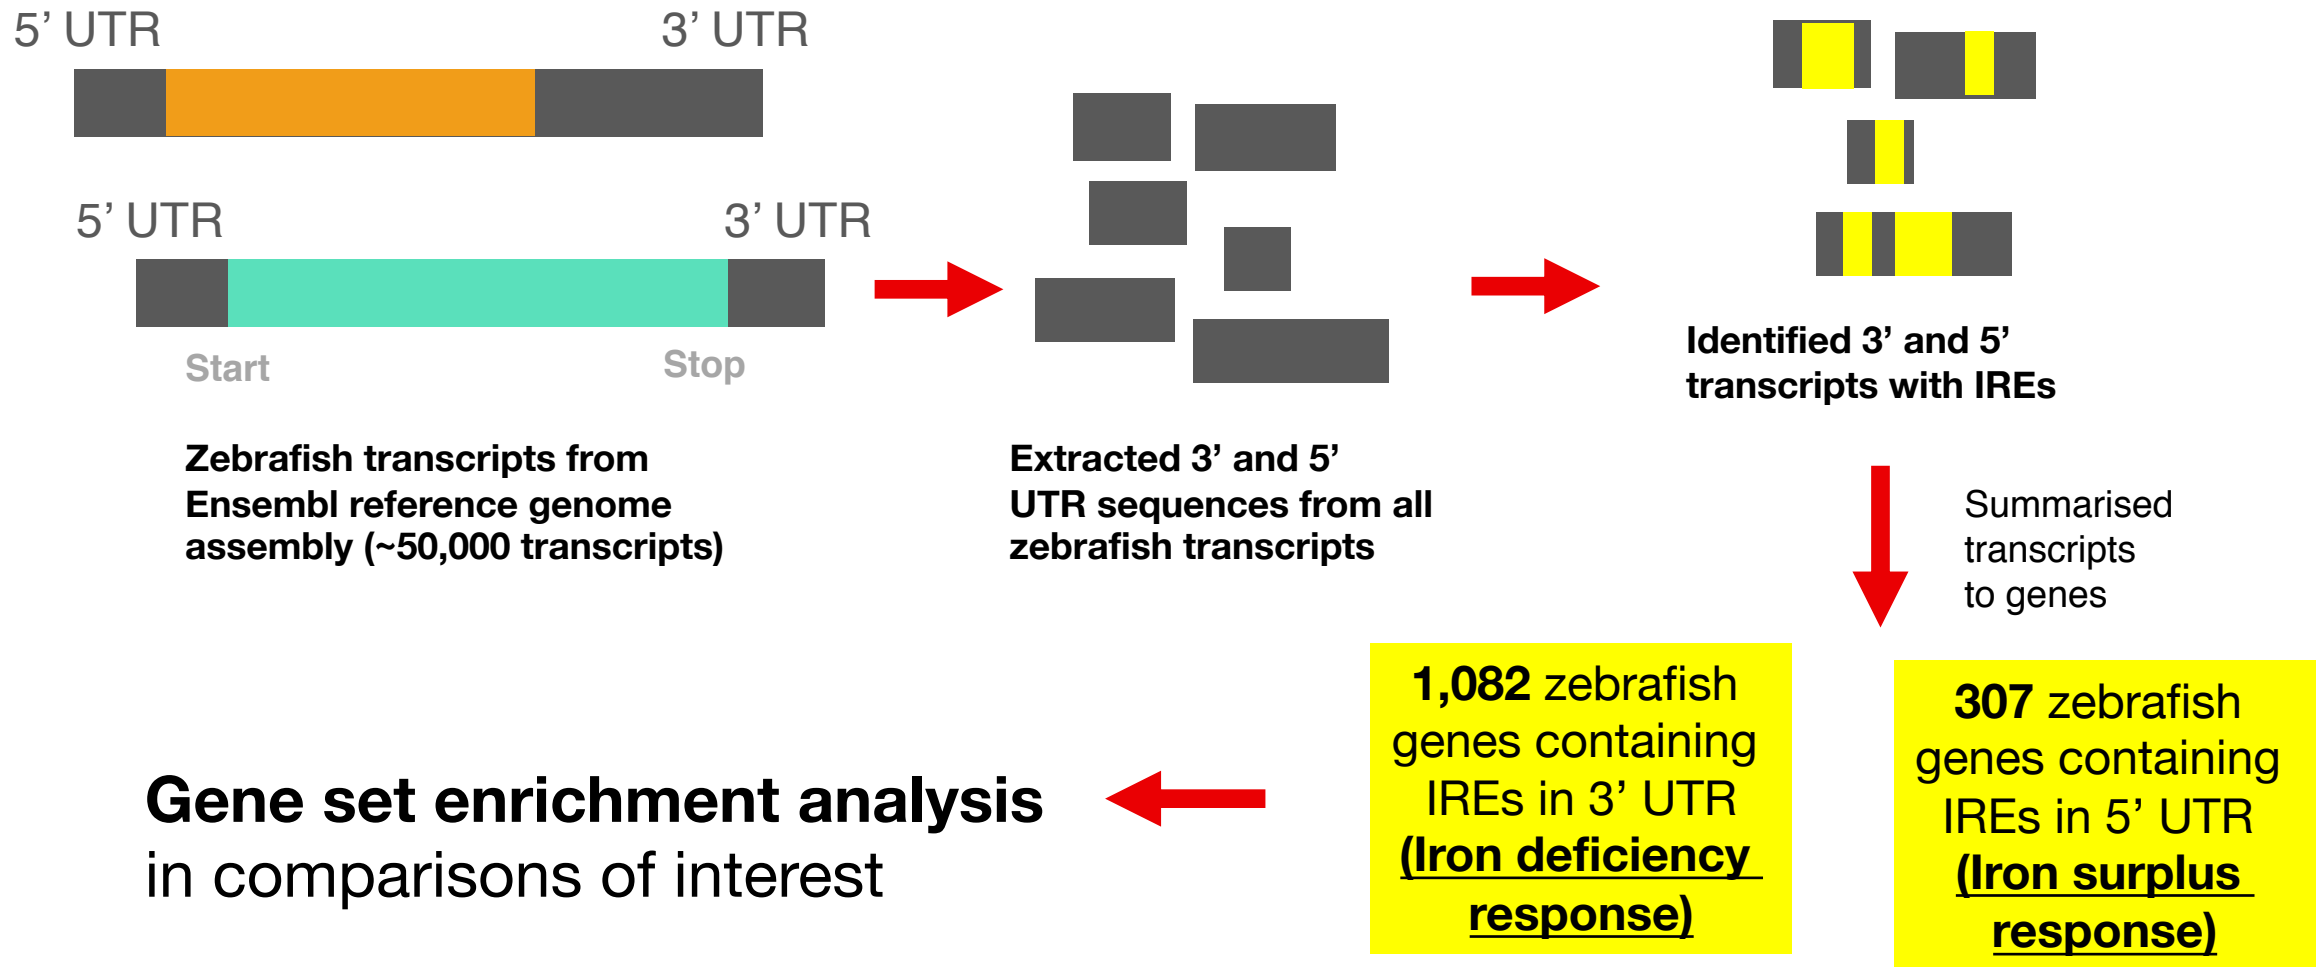 5’ UTR
3’ UTR
5’ UTR
3’ UTR
Start
Stop
Zebrafish transcripts from
Ensembl reference genome
assembly (~50,000 transcripts)
Extracted 3’ and 5’
UTR sequences from all
zebrafish transcripts
Identified 3’ and 5’
transcripts with IREs
Summarised
transcripts
to genes
1,082 zebrafish
genes containing
IREs in 3’ UTR
(Iron deficiency
response)
307 zebrafish
genes containing
IREs in 5’ UTR
(Iron surplus
response)
Gene set enrichment analysis
in comparisons of interest